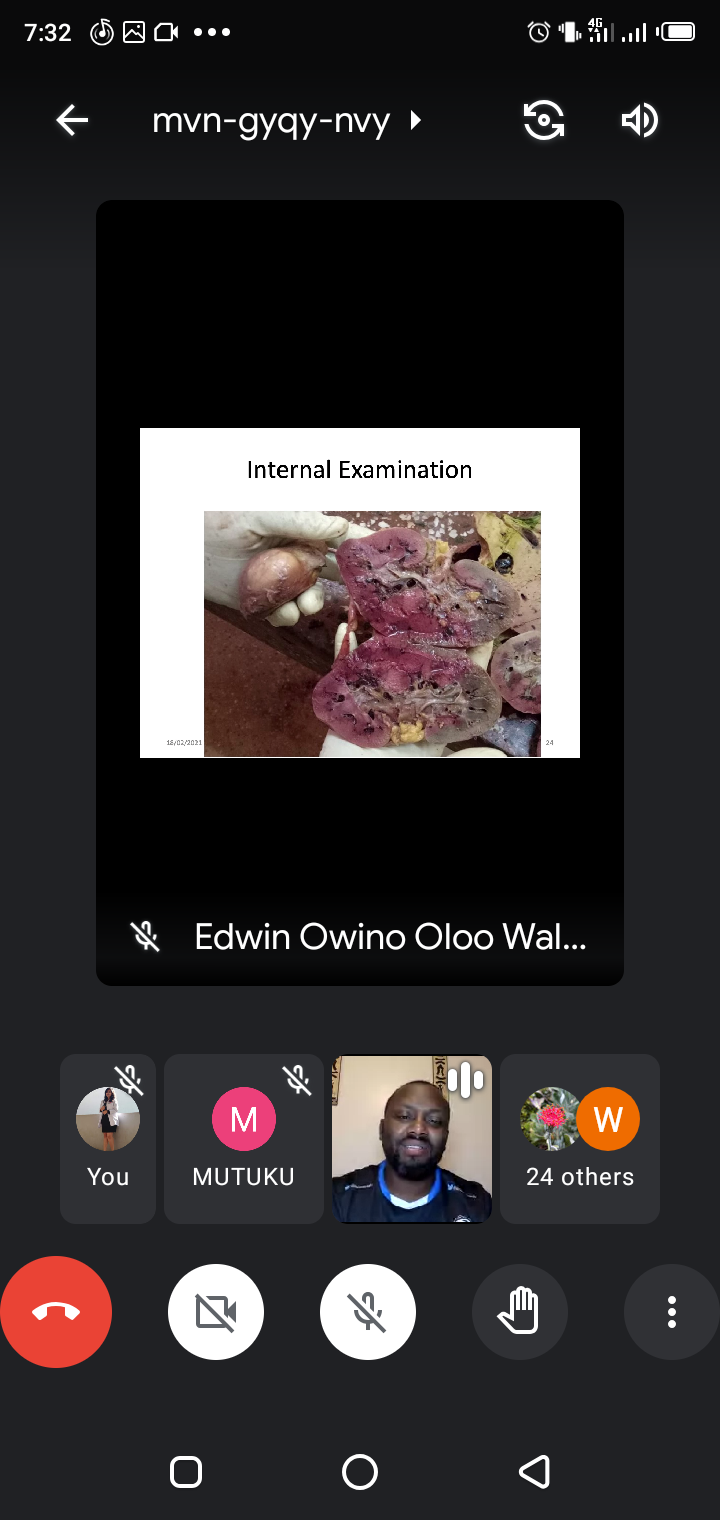 7:32
4G
mvn-gyqy-nvy
Internal Examination
18/02/2021
24
Edwin Owino Oloo Wal...
You
M
MUTUKU
W
24 others